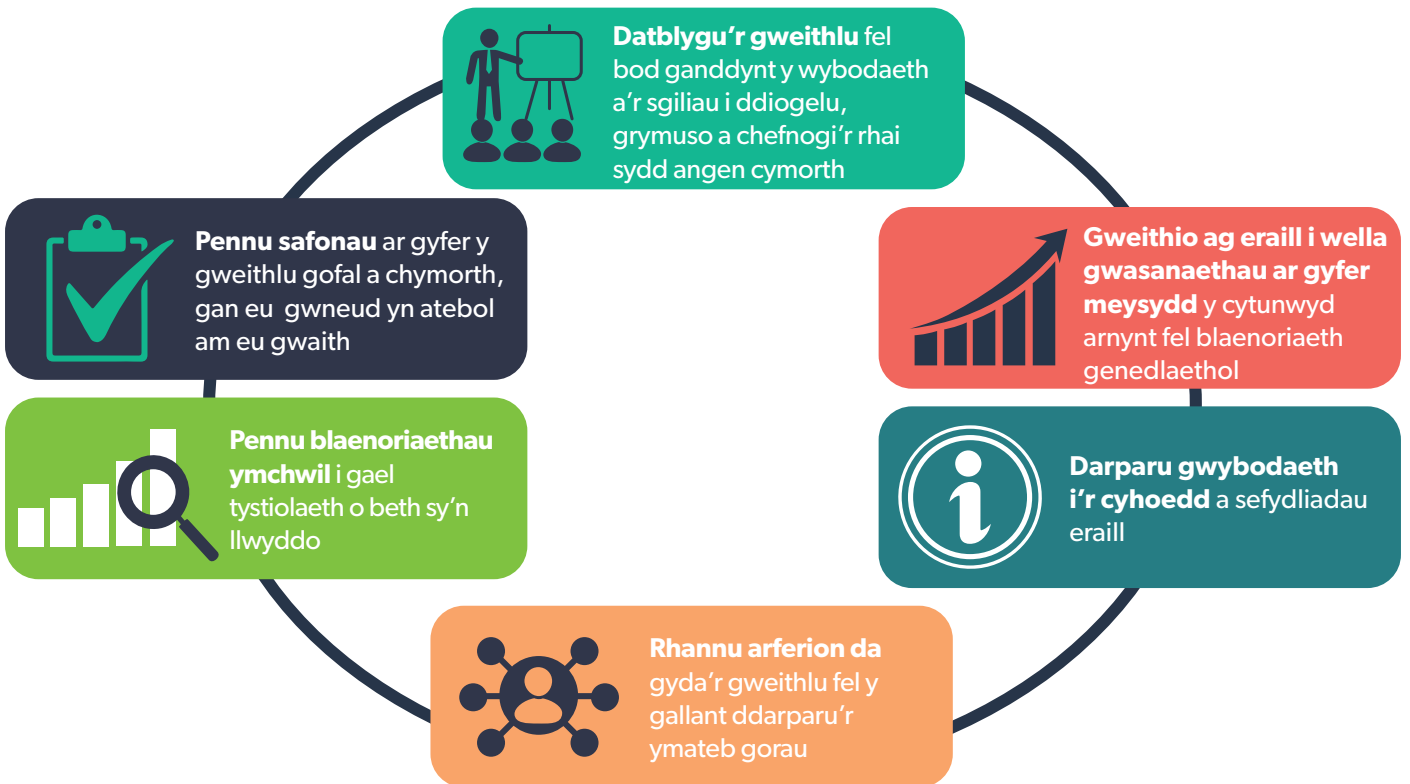 Datblygu'r gweithlu fel
bod ganddynt y wybodaeth
a'r sgiliau i ddiogelu,
grymuso a chefnogi'r rhai
sydd angen cymorth
Pennu safonau ar gyfer y
gweithlu gofal a chymorth,
gan eu gwneud yn atebol
am eu gwaith
Gweithio ag eraill i wella
gwasanaethau ar gyfer
meysydd y cytunwyd
arnynt fel blaenoriaeth
genedlaethol
Pennu blaenoriaethau
ymchwil i gael
tystiolaeth o beth sy'n
llwyddo
Darparu gwybodaeth
i'r cyhoedd a sefydliadau
eraill
Rhannu arferion da
gyda'r gweithlu fel y
gallant ddarparu'r
ymateb gorau